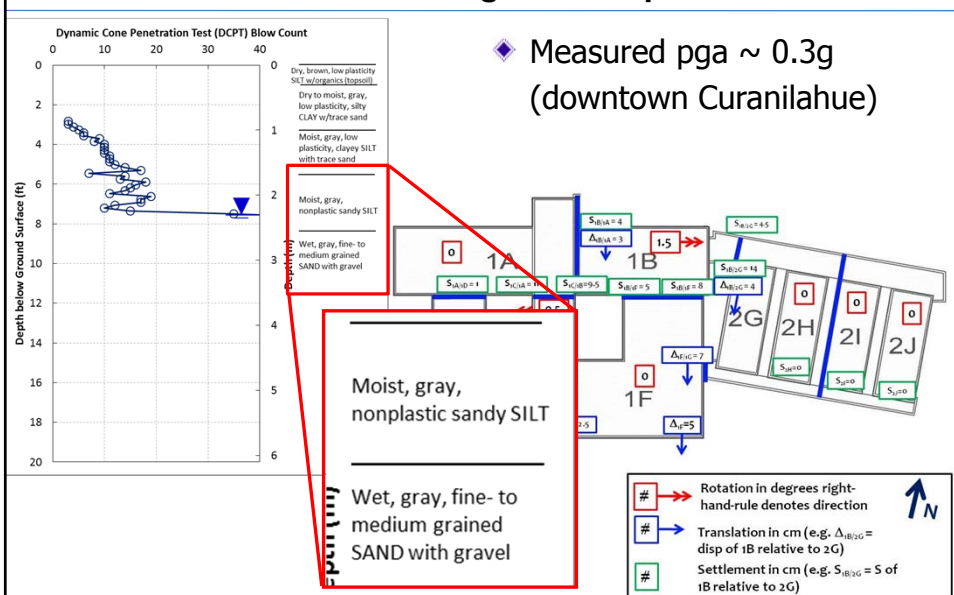 Dynamic Cone Penetration Test (DCPT) Blow Count
0 10 20 30 40
Depth below Ground Surface (ft)
0
2
4
6
8
10
12
14
16
18
20
0
1
2
3
4
5
6
Dry, brown, low plasticity
SILT w/organics (topsoil)
Dry to moist, gray,
low plasticity, silty
CLAY w/trace sand
Moist, gray, low
plasticity, clayey SILT
with trace sand
Moist, gray,
nonplastic sandy SILT
Wet, gray, fine- to
medium grained
SAND with gravel
Measured pga ~ 0.3g
(downtown Curanilahue)
S1B/1A = 4
Δ1B/1A = 3
1.5
0
1A
1B
S1B/2G = 4.5
S1B/2G = 14
Δ1B/2G = 4
S1A/1D = 1
S1C/1B=9.5
S1B/1F = 5
S1B/1F = 8
2G
0
2H
S2H=0
0
2I
S2I=0
0
2J
S2J=0
0
1F
Δ1F/1G = 7
Δ1F=5
Moist, gray,
nonplastic sandy SILT
Wet, gray, fine- to
medium grained
SAND with gravel
# Rotation in degrees right-
hand-rule denotes direction
# Translation in cm (e.g. Δ1B/2G =
disp of 1B relative to 2G)
# Settlement in cm (e.g. S1B/2G = S of
1B relative to 2G)
N